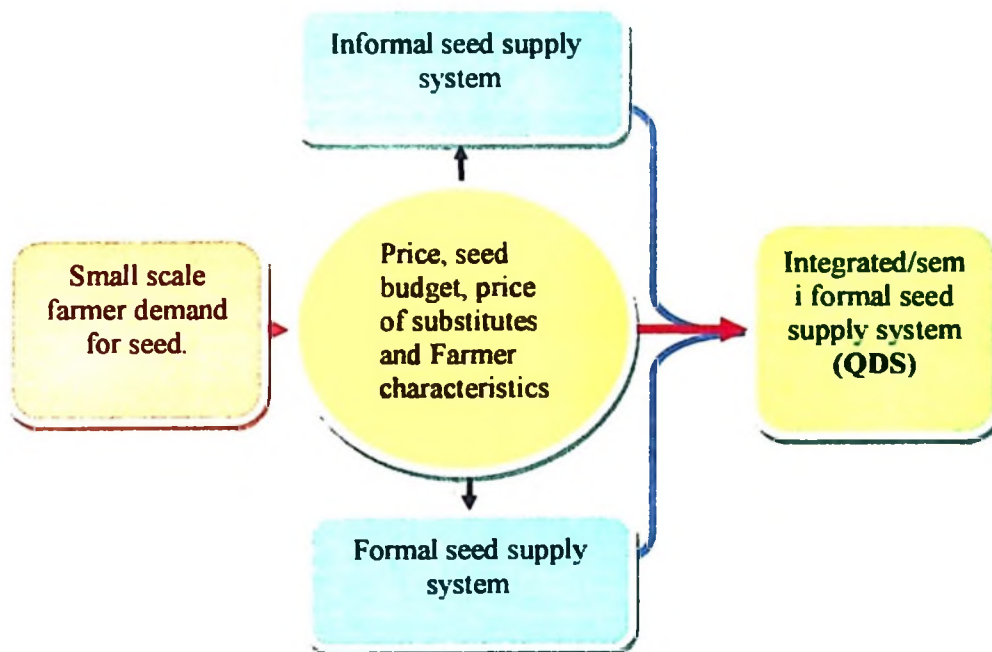 Informal seed supply
system
Small scale
farmer demand
for seed.
Price, seed
budget, price
of substitutes
and Farmer
characteristics
Integrated/sem
i formal seed
supply system
(QDS)
Formal seed supply
system